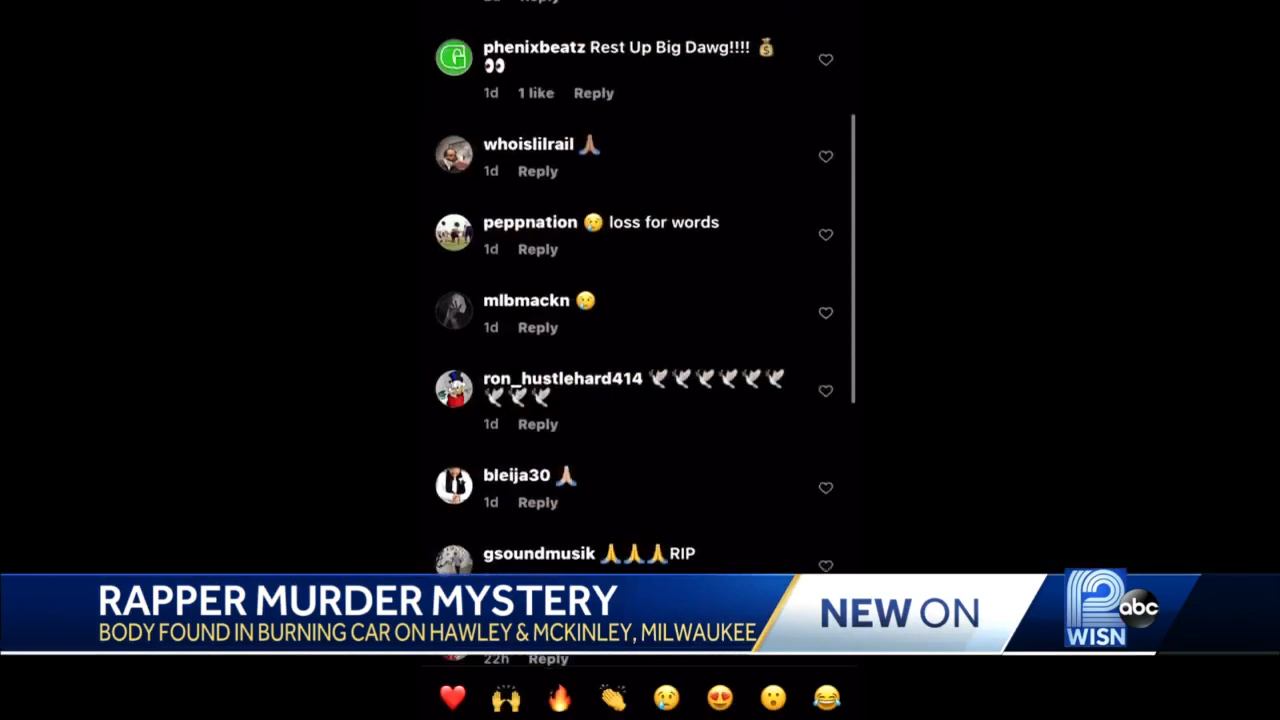 phenixbeatz Rest Up Big Dawg!!!! 💰
👀
1d 1 like Reply
whoislilrail 🙏🏽
1d Reply
peppnation 😢 loss for words
1d Reply
mlbmackn 😢
1d Reply
ron_hustlehard414 🕊🕊🕊🕊🕊🕊
🕊🕊🕊
1d Reply
bleija30 🙏🏼
1d Reply
gsoundmusik 🙏🙏🙏RIP
RAPPER MURDER MYSTERY
BODY FOUND IN BURNING CAR ON HAWLEY & MCKINLEY, MILWAUKEE
NEW ON
12
abc
WISN
22h Reply
❤️ 🙌 🔥 👏 😢 😍 😮 😂